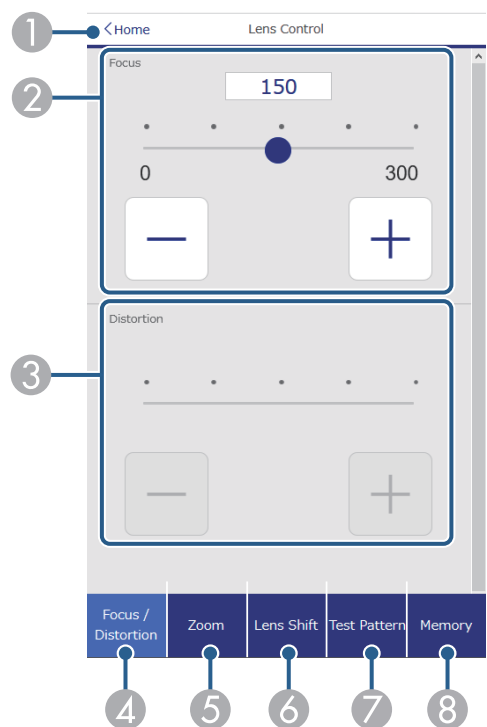 1
<Home
Lens Control
2
Focus
150
0
300
3
Distortion
Focus /
Distortion
Zoom
Lens Shift
Test Pattern
Memory
4
5
6
7
8